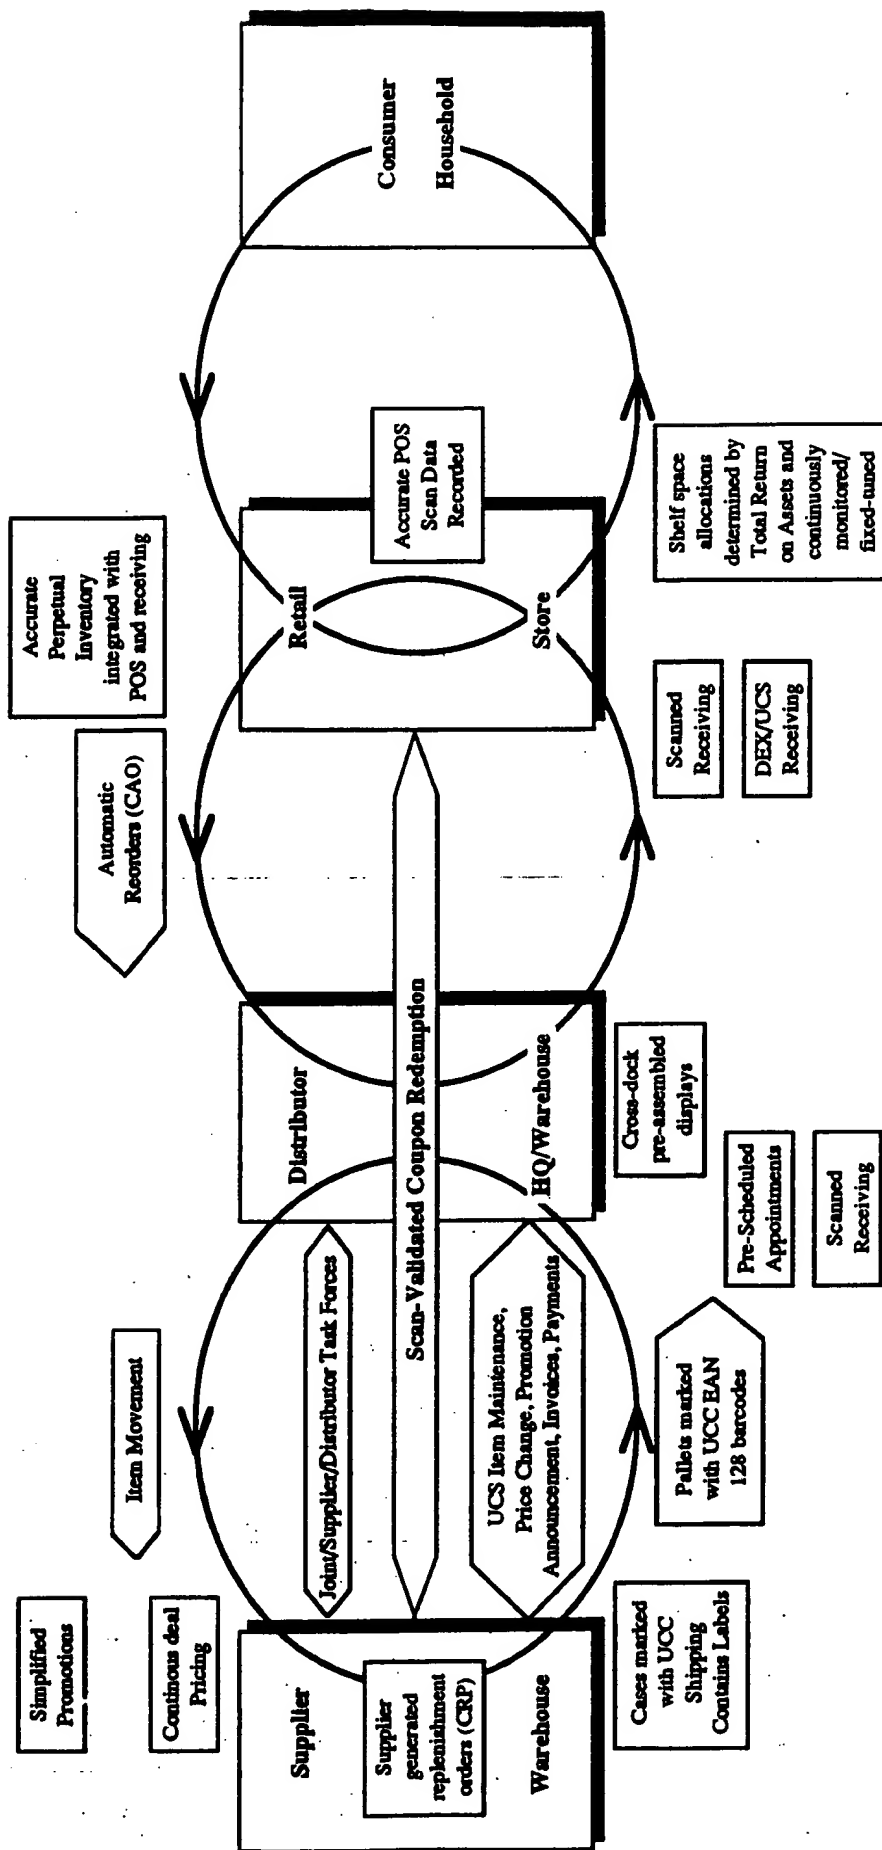 Simplified
Promotions
Continous deal
Pricing
Item Movement
Automatic
Reorders (CAO)
Accurate
Perpetual
Inventory
integrated with
POS and receiving
Supplier
Supplier
generated
replenishment
orders (CRP)
Warehouse
Joint/Supplier/Distributor Task Forces
Scan-Validated Coupon Redemption
UCS Item Maintenance,
Price Change, Promotion
Announcement, Invoices, Payments
Distributor
HQ/Warehouse
Retail
Store
Accurate POS
Scan Data
Recorded
Consumer
Household
Cases marked
with UCC
Shipping
Contains Labels
Pallets marked
with UCC EAN
128 barcodes
Cross-dock
pre-assembled
displays
Pre-Scheduled
Appointments
Scanned
Receiving
Scanned
Receiving
DEX/UCS
Receiving
Shelf space
allocations
determined by
Total Return
on Assets and
continuously
monitored/
fixed-tuned